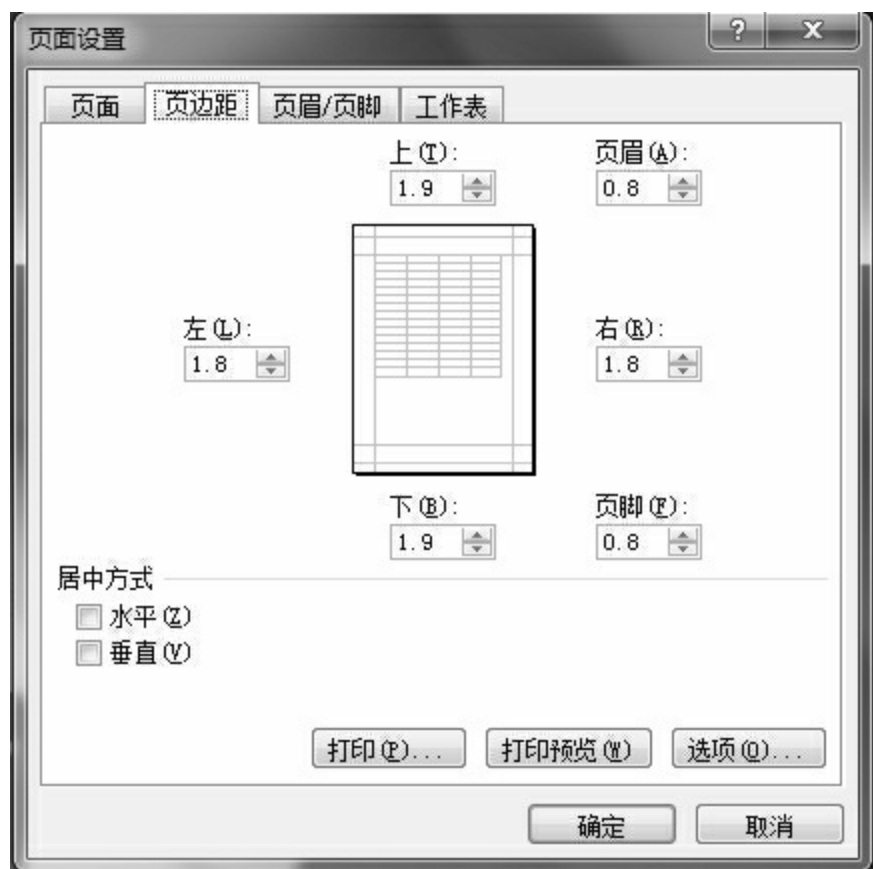 页面设置
? X
页面 页边距 页眉/页脚 工作表
上(T): 页眉(A):
1.9 0.8
左(L): 右(R):
1.8 1.8
下(B): 页脚(F):
1.9 0.8
居中方式
水平(Z)
垂直(V)
打印(P)... 打印预览(W) 选项(O)...
确定 取消